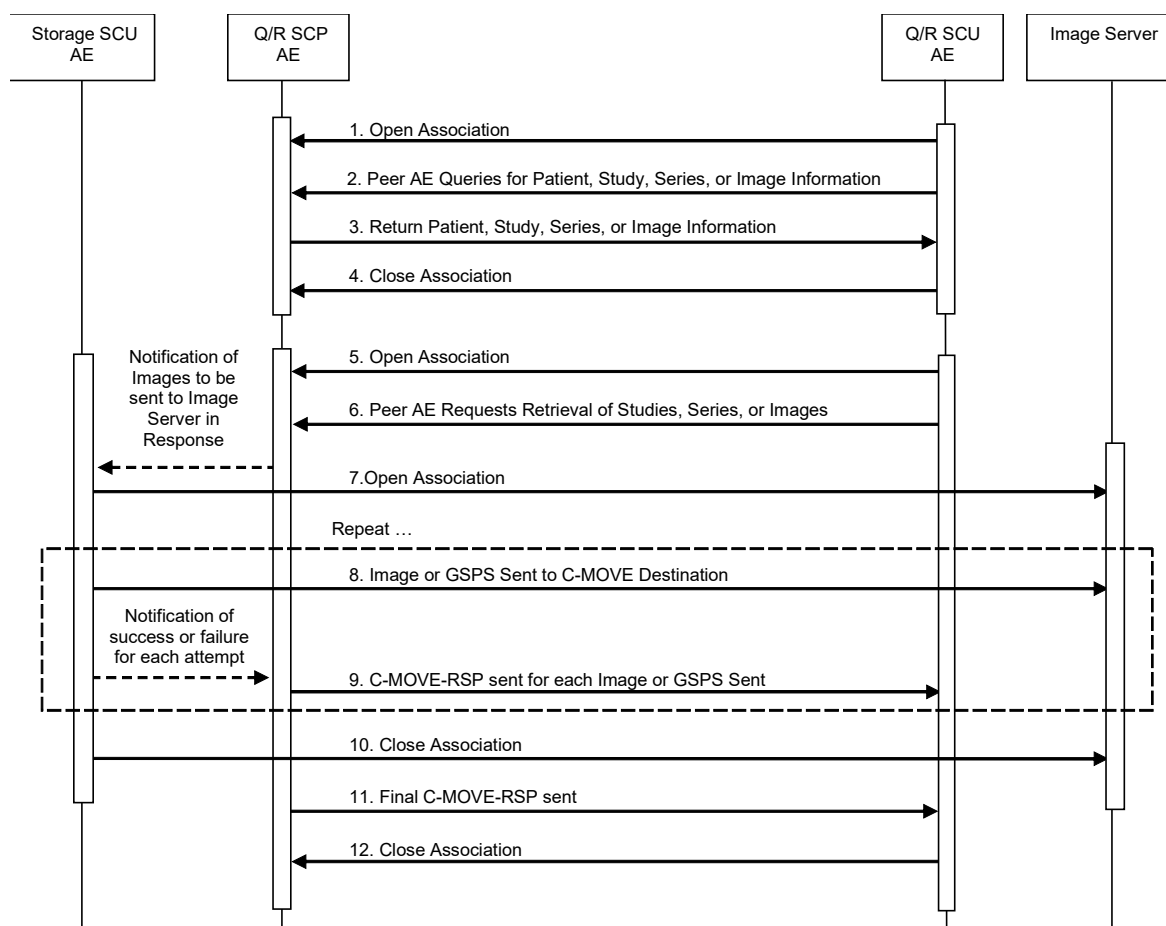 Storage SCU
AE
Q/R SCP
AE
Q/R SCU
AE
Image Server
1. Open Association
2. Peer AE Queries for Patient, Study, Series, or Image Information
3. Return Patient, Study, Series, or Image Information
4. Close Association
Notification of
Images to be
sent to Image
Server in
Response
5. Open Association
6. Peer AE Requests Retrieval of Studies, Series, or Images
7.Open Association
Repeat …
8. Image or GSPS Sent to C-MOVE Destination
Notification of
success or failure
for each attempt
9. C-MOVE-RSP sent for each Image or GSPS Sent
10. Close Association
11. Final C-MOVE-RSP sent
12. Close Association